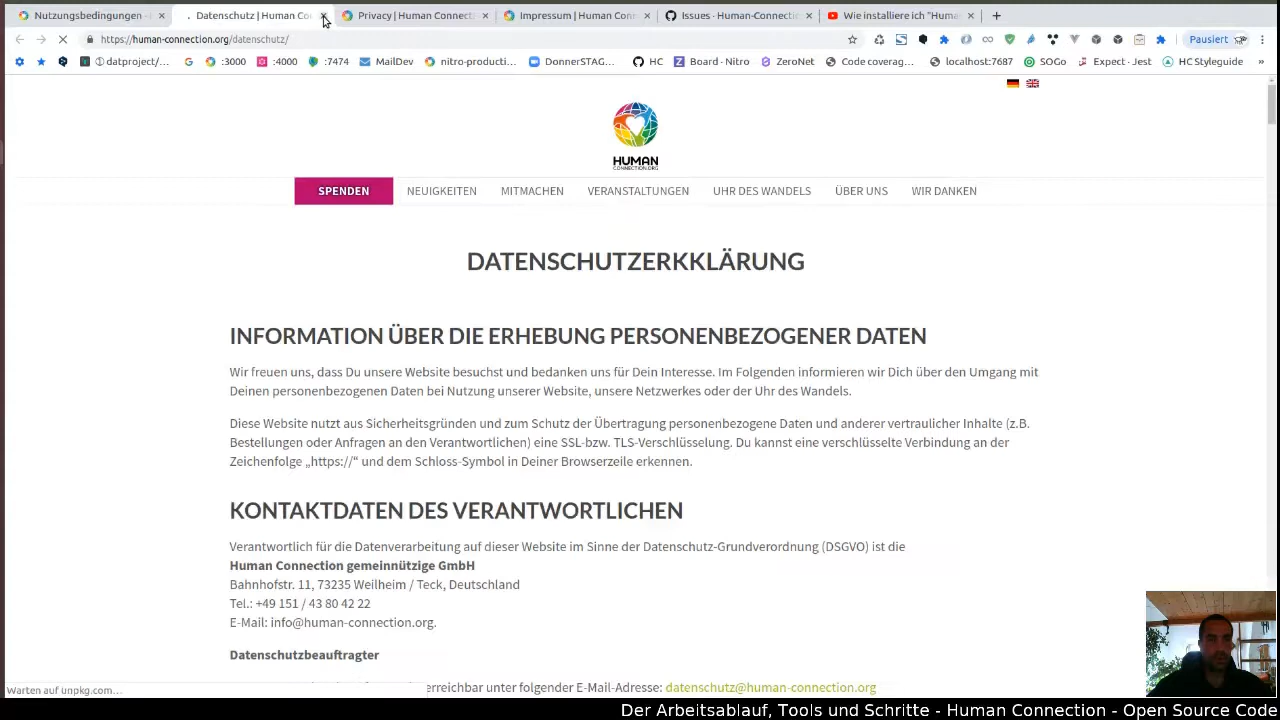 Nutzungsbedingungen -
Datenschutz | Human Co
Privacy | Human Connect
Impressum | Human Con
Issues · Human-Connectio
Wie installiere ich "Huma
https://human-connection.org/datenschutz/
Pausiert
datproject/...
:3000
:4000
:7474
MailDev
nitro-producti...
DonnerSTAG...
HC
Board · Nitro
ZeroNet
Code coverag...
localhost:7687
SOGo
Expect · Jest
HC Styleguide
»
HUMAN
CONNECTION.ORG
SPENDEN
NEUIGKEITEN
MITMACHEN
VERANSTALTUNGEN
UHR DES WANDELS
ÜBER UNS
WIR DANKEN
DATENSCHUTZERKKLÄRUNG
INFORMATION ÜBER DIE ERHEBUNG PERSONENBEZOGENER DATEN
Wir freuen uns, dass Du unsere Website besuchst und bedanken uns für Dein Interesse. Im Folgenden informieren wir Dich über den Umgang mit
Deinen personenbezogenen Daten bei Nutzung unserer Website, unsere Netzwerkes oder der Uhr des Wandels.
Diese Website nutzt aus Sicherheitsgründen und zum Schutz der Übertragung personenbezogene Daten und anderer vertraulicher Inhalte (z.B.
Bestellungen oder Anfragen an den Verantwortlichen) eine SSL-bzw. TLS-Verschlüsselung. Du kannst eine verschlüsselte Verbindung an der
Zeichenfolge „https://“ und dem Schloss-Symbol in Deiner Browserzeile erkennen.
KONTAKTDATEN DES VERANTWORTLICHEN
Verantwortlich für die Datenverarbeitung auf dieser Website im Sinne der Datenschutz-Grundverordnung (DSGVO) ist die
Human Connection gemeinnützige GmbH
Bahnhofstr. 11, 73235 Weilheim / Teck, Deutschland
Tel.: +49 151 / 43 80 42 22
E-Mail: info@human-connection.org.
Datenschutzbeauftragter
erreichbar unter folgender E-Mail-Adresse: datenschutz@human-connection.org
Warten auf unpkg.com...
Der Arbeitsablauf, Tools und Schritte - Human Connection - Open Source Code